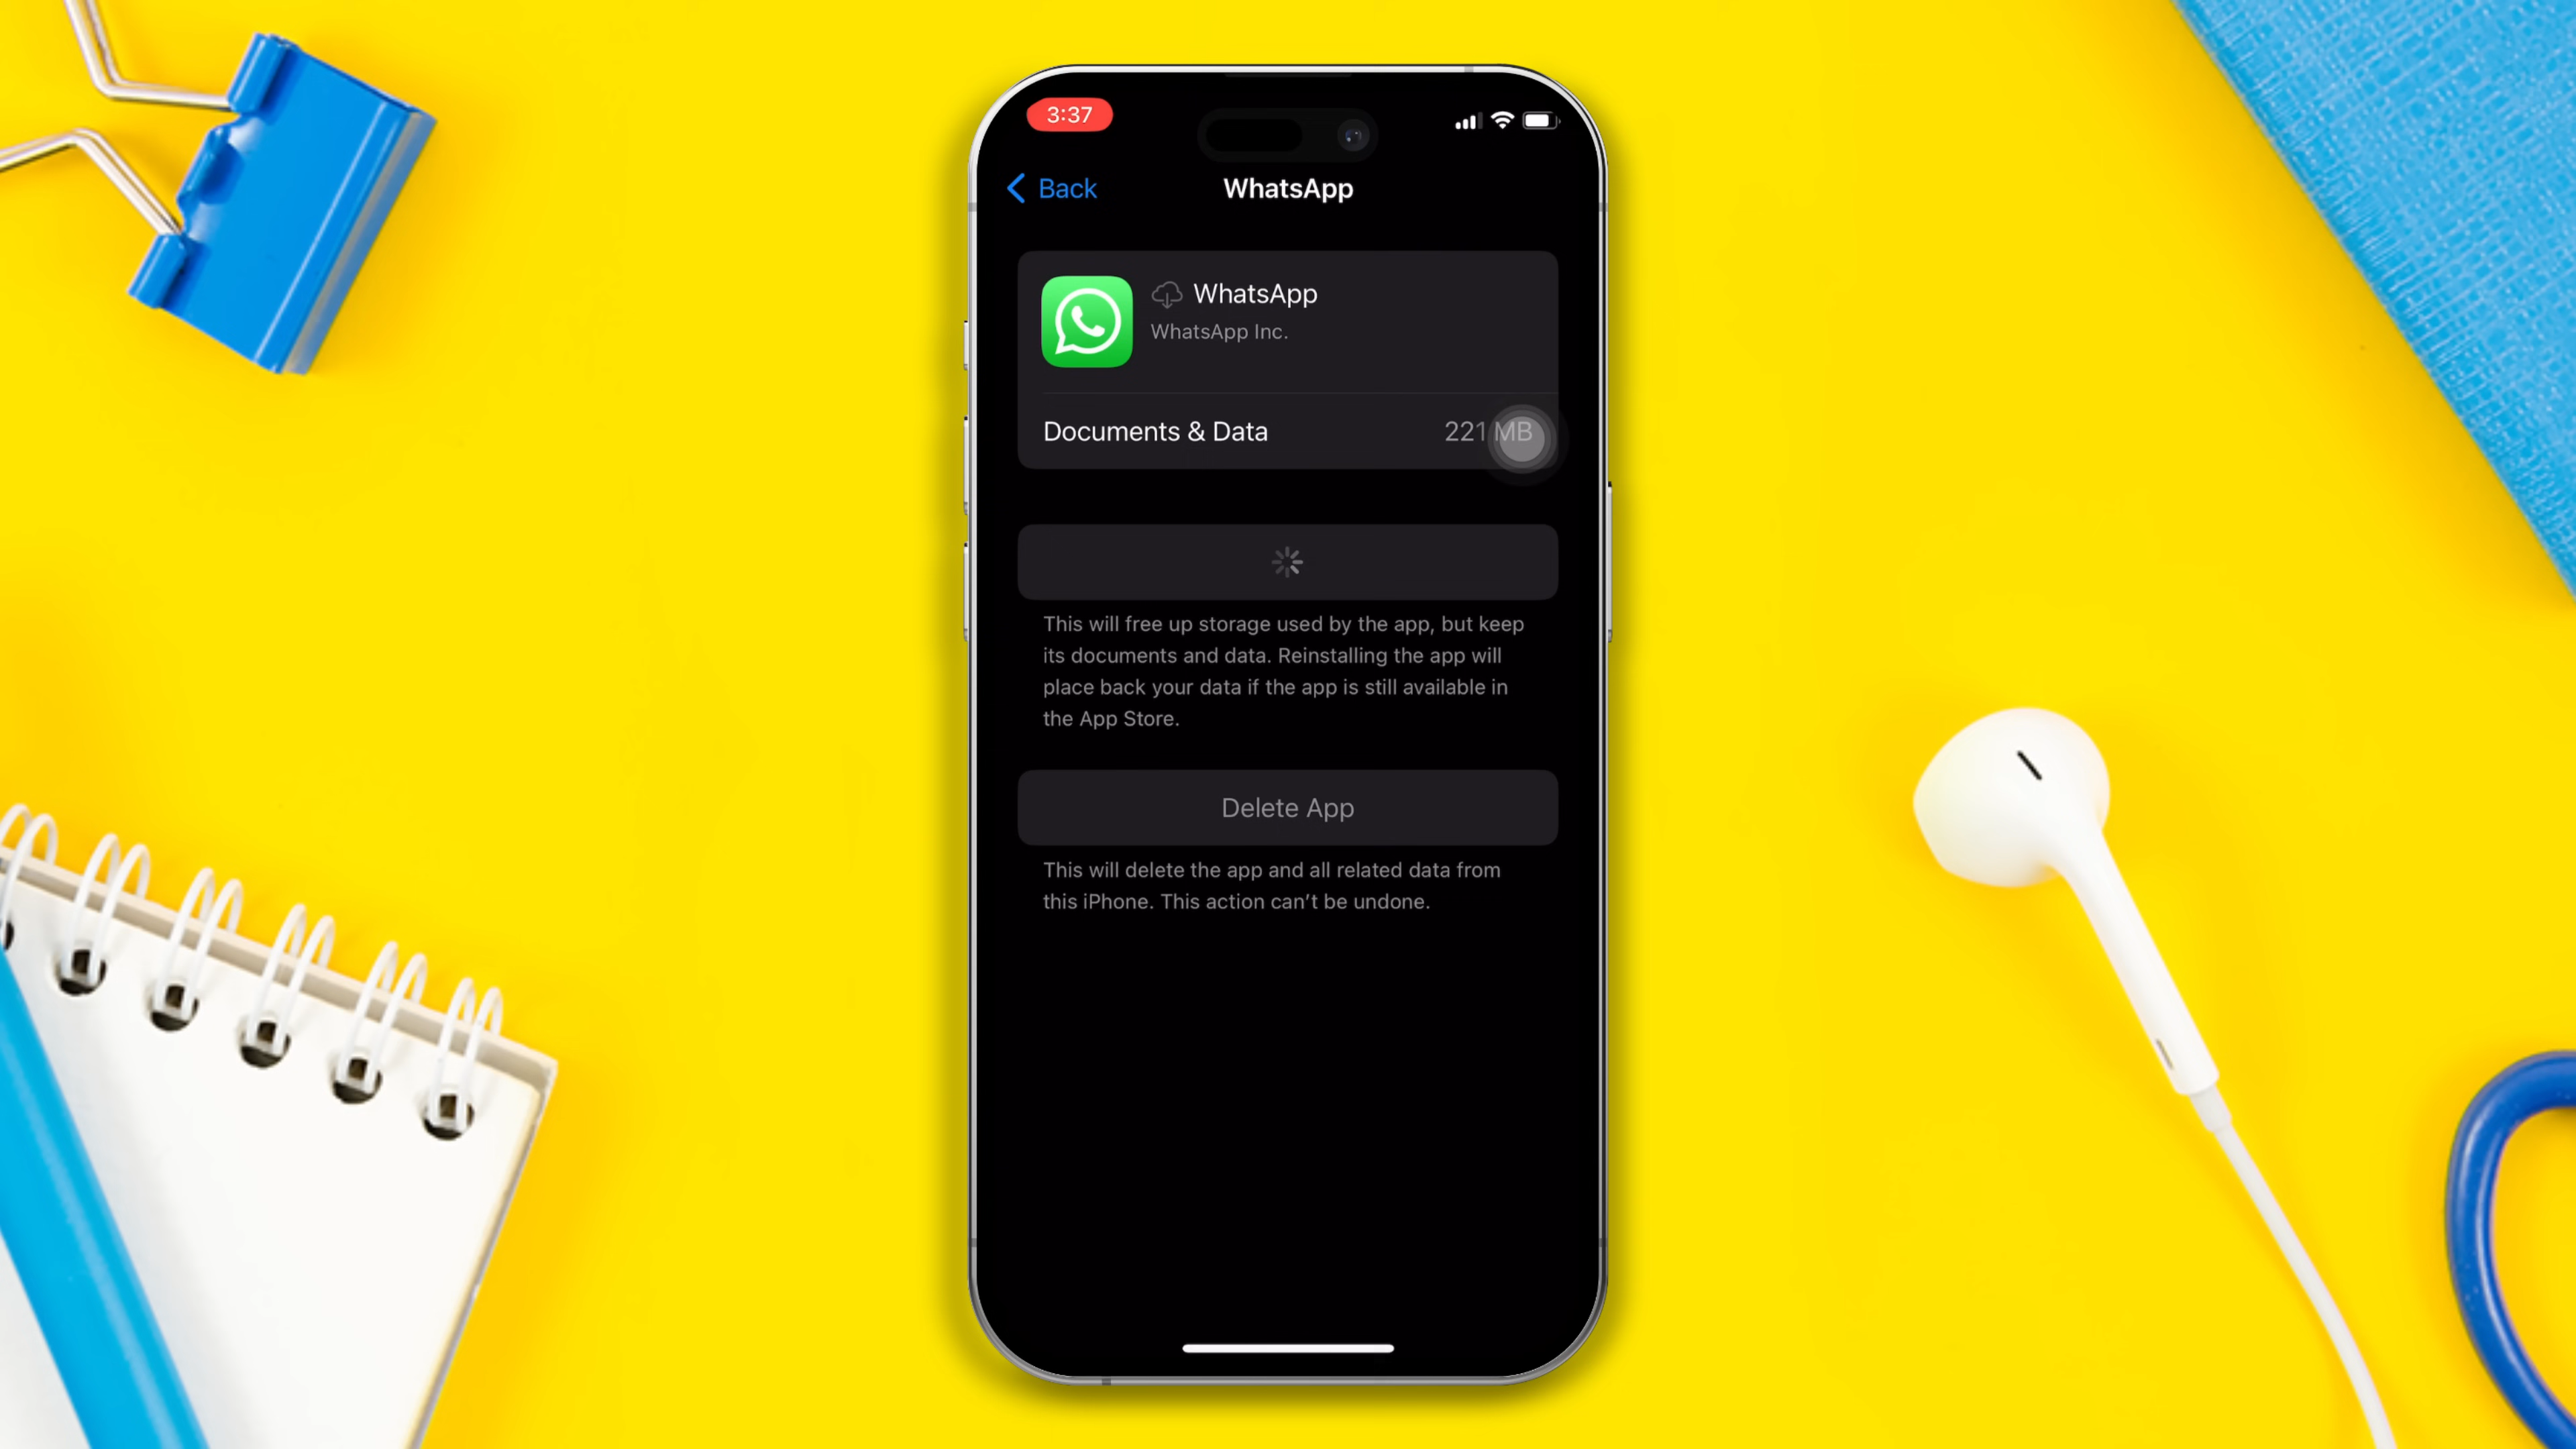 3:37
Back
WhatsApp
WhatsApp
WhatsApp Inc.
Documents & Data 221 MB
This will free up storage used by the app, but keep
its documents and data. Reinstalling the app will
place back your data if the app is still available in
the App Store.
Delete App
This will delete the app and all related data from
this iPhone. This action can’t be undone.